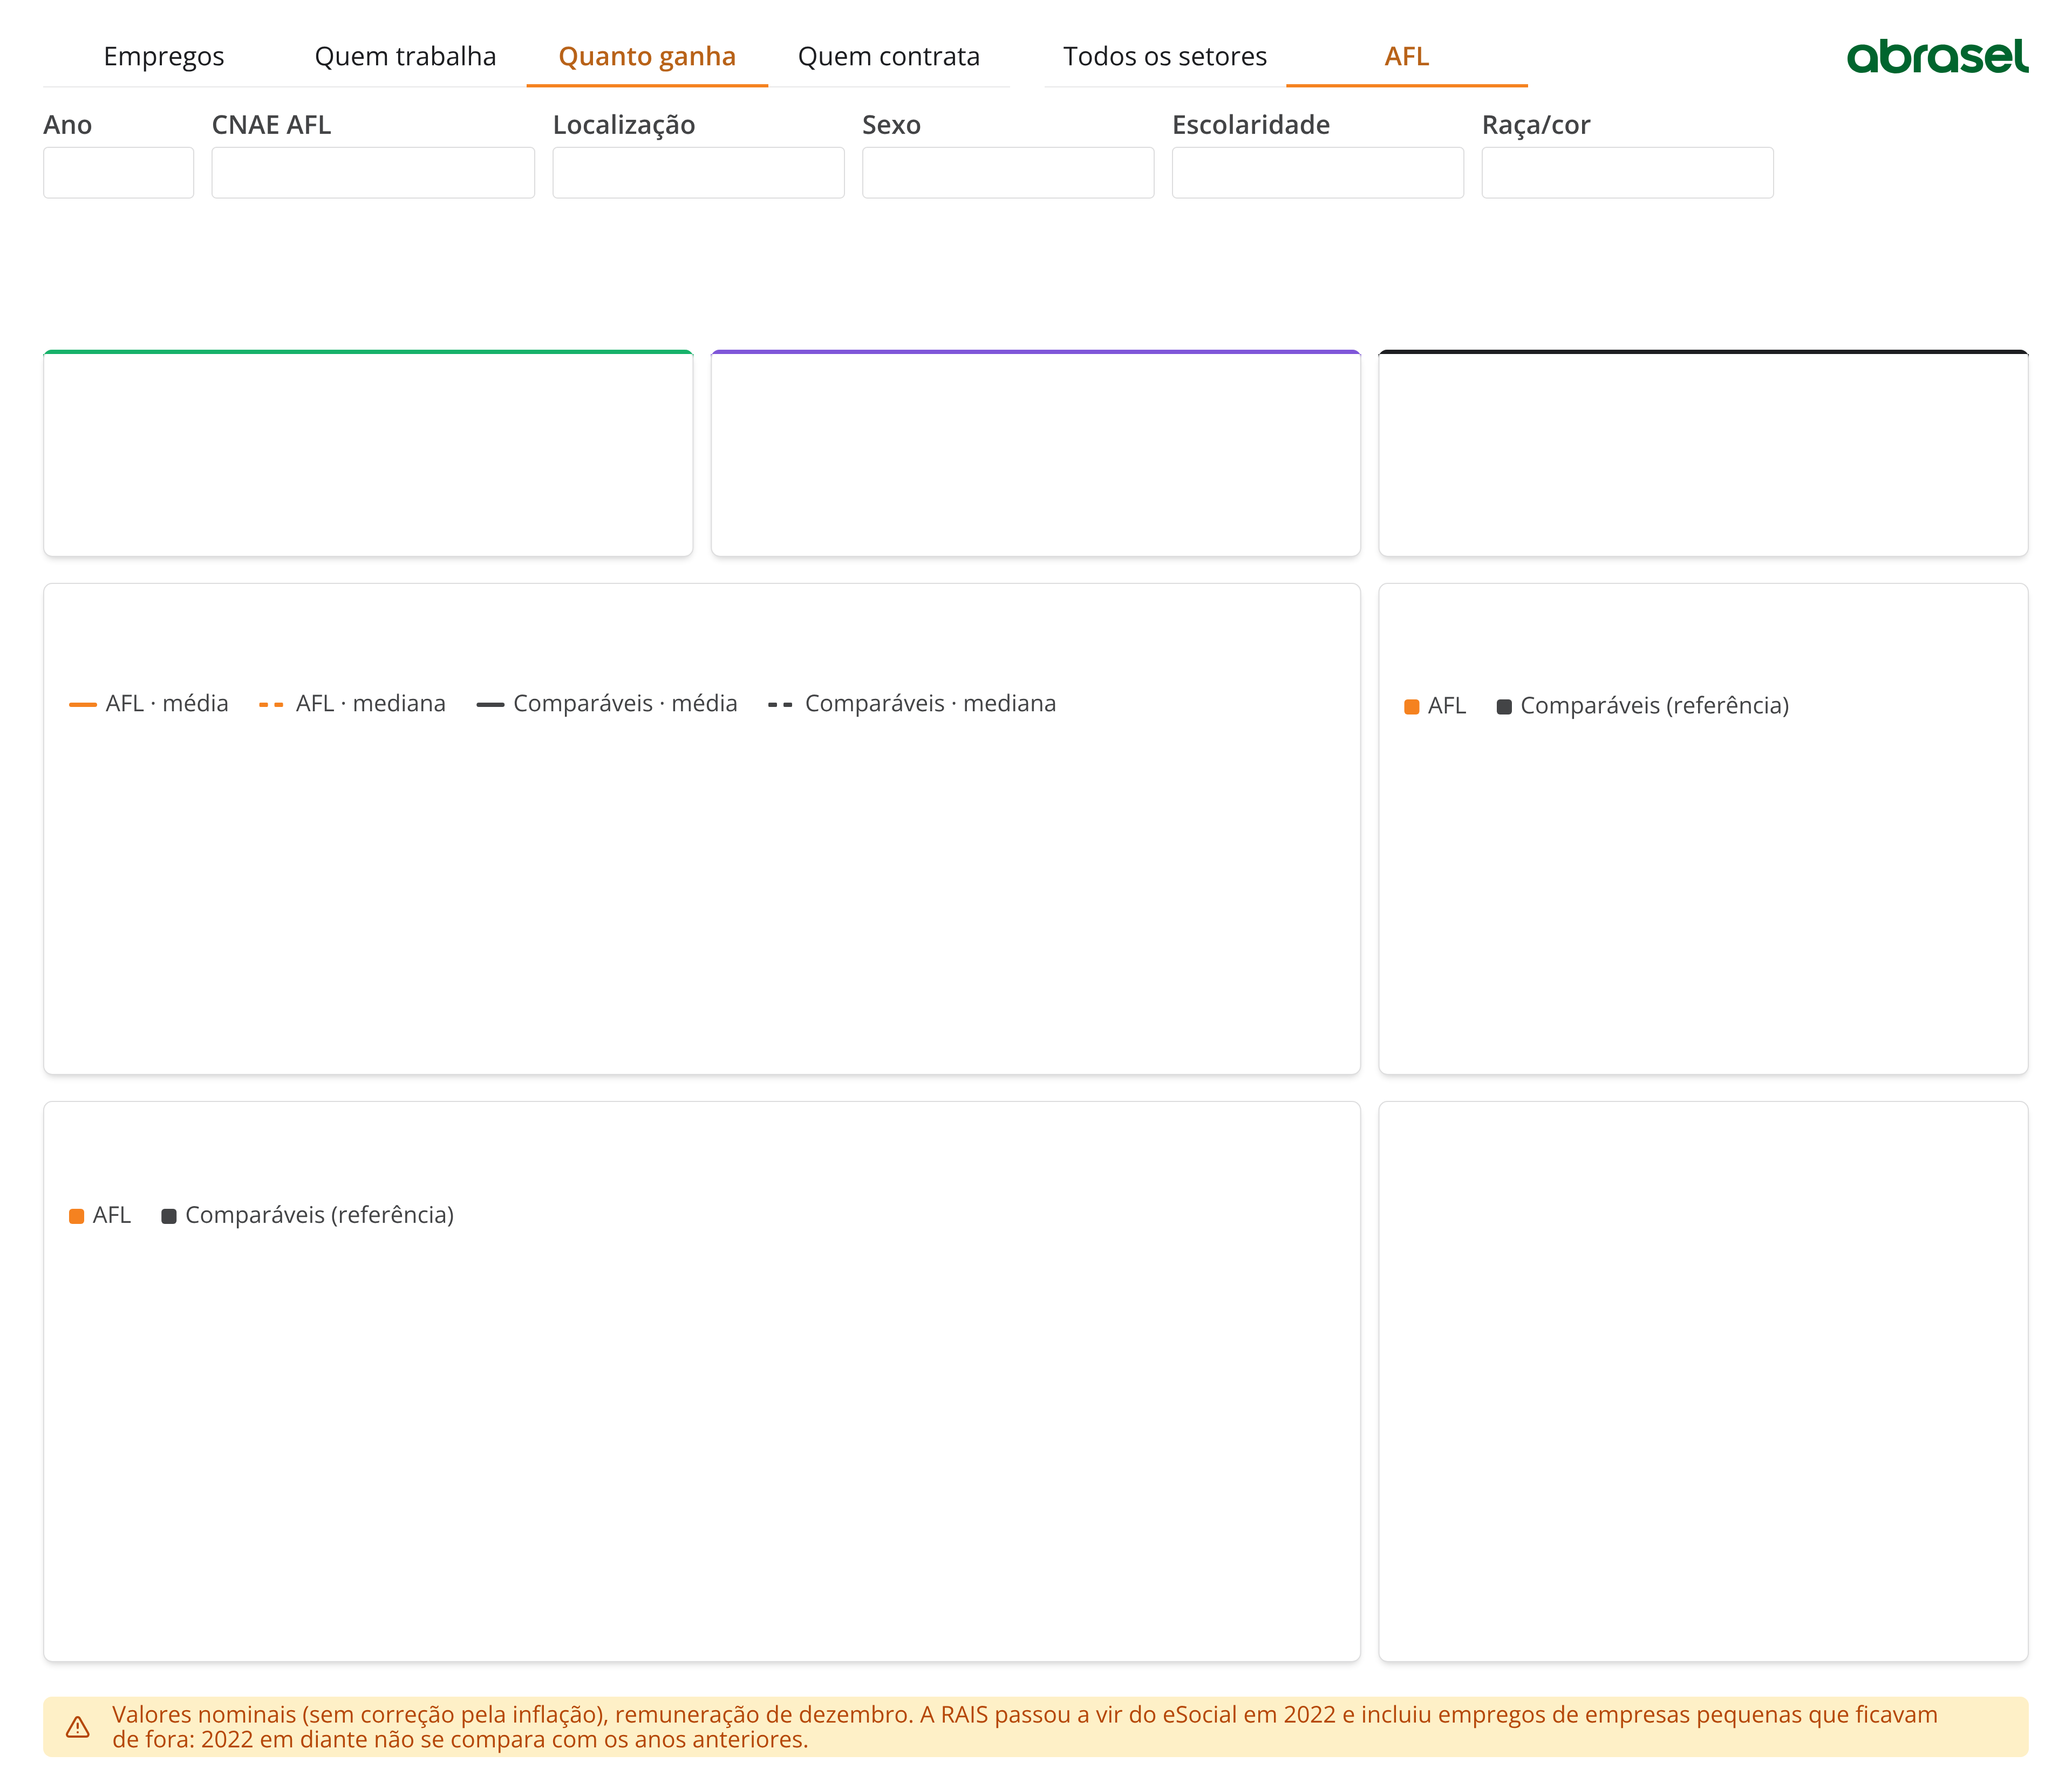 Empregos Quem trabalha Quanto ganha Quem contrata Todos os setores AFL abrasel
Ano CNAE AFL Localização Sexo Escolaridade Raça/cor
AFL · média AFL · mediana Comparáveis · média Comparáveis · mediana
AFL Comparáveis (referência)
AFL Comparáveis (referência)
Valores nominais (sem correção pela inflação), remuneração de dezembro. A RAIS passou a vir do eSocial em 2022 e incluiu empregos de empresas pequenas que ficavam
de fora: 2022 em diante não se compara com os anos anteriores.